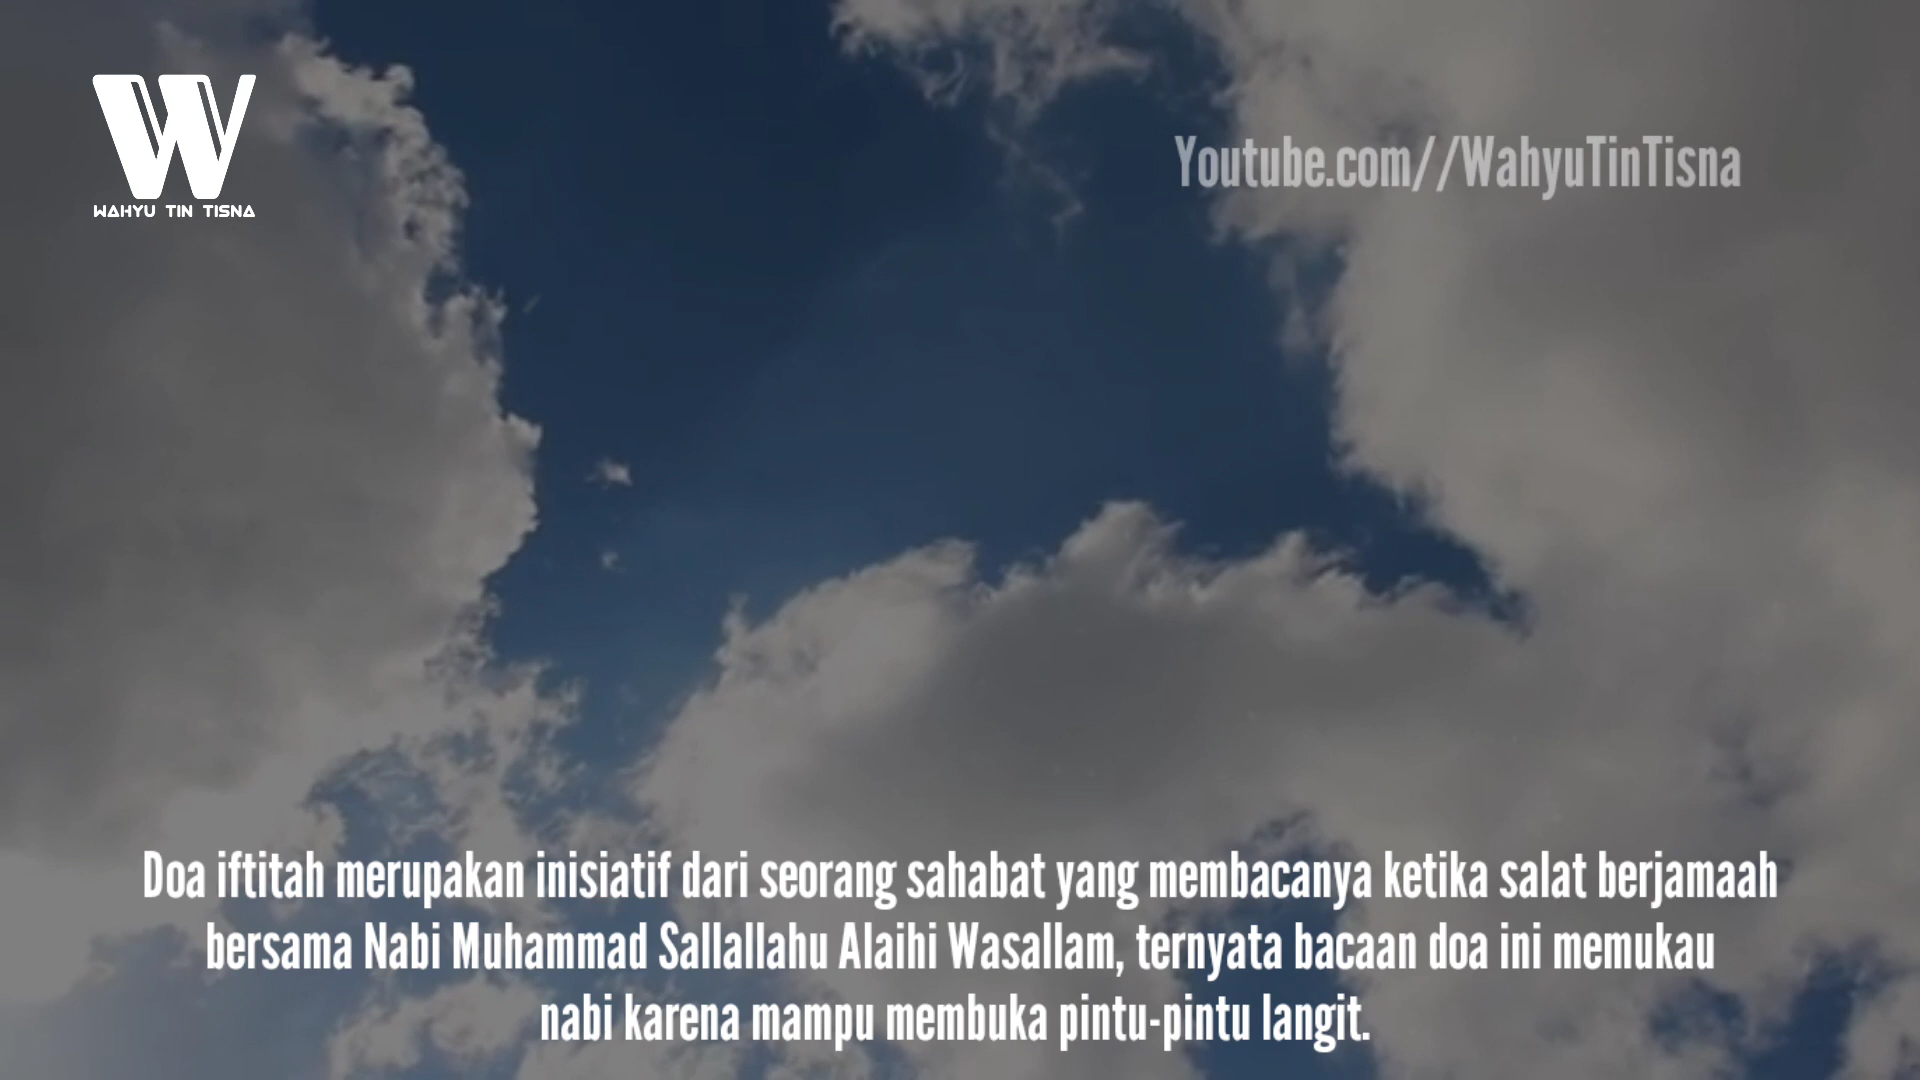 W
WAHYU TIN TISNA
Youtube.com//WahyuTinTisna
Doa iftitah merupakan inisiatif dari seorang sahabat yang membacanya ketika salat berjamaah
bersama Nabi Muhammad Sallallahu Alaihi Wasallam, ternyata bacaan doa ini memukau
nabi karena mampu membuka pintu-pintu langit.